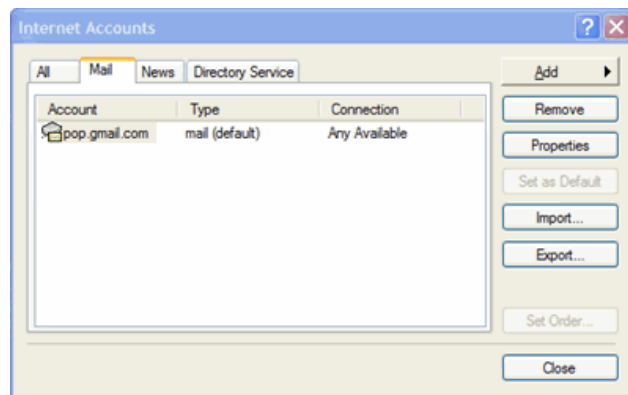 Internet Accounts
All Mail News Directory Service
Add
Account Type Connection
Remove
pop.gmail.com mail (default) Any Available
Properties
Set as Default
Import...
Export...
Set Order...
Close